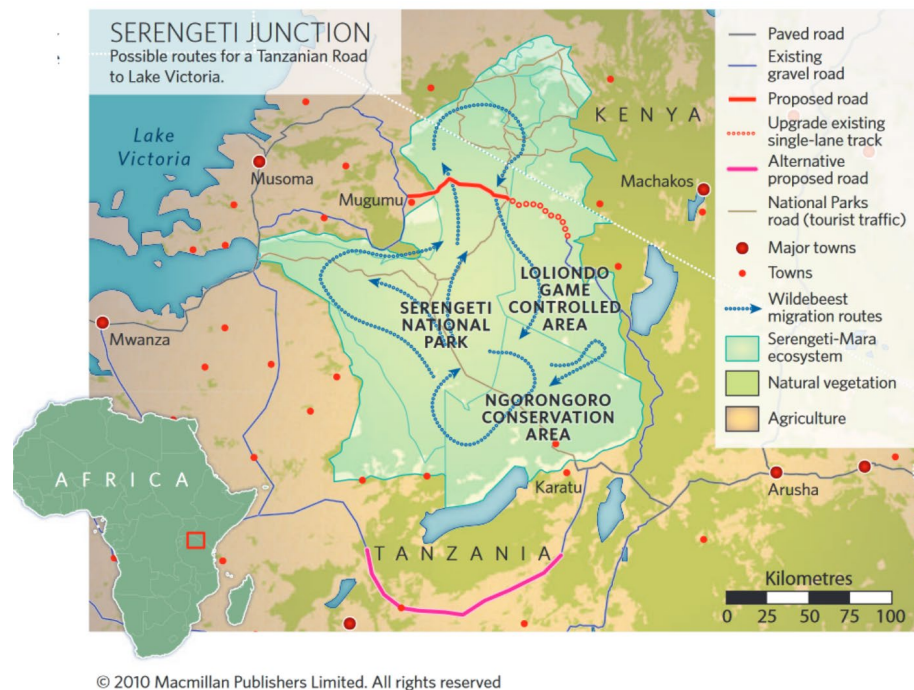 SERENGETI JUNCTION
Possible routes for a Tanzanian Road
to Lake Victoria.
Paved road
Existing
gravel road
Proposed road
Upgrade existing
single-lane track
Alternative
proposed road
National Parks
road (tourist traffic)
Major towns
Towns
Wildebeest
migration routes
Serengeti-Mara
ecosystem
Natural vegetation
Agriculture
KENYA
Lake
Victoria
Musoma
Mugumu
Machakos
LOLIONDO
GAME
CONTROLLED
AREA
SERENGETI
NATIONAL
PARK
Mwanza
NGORONGORO
CONSERVATION
AREA
AFRICA
Karatu
Arusha
TANZANIA
Kilometres
0 25 50 75 100
© 2010 Macmillan Publishers Limited. All rights reserved